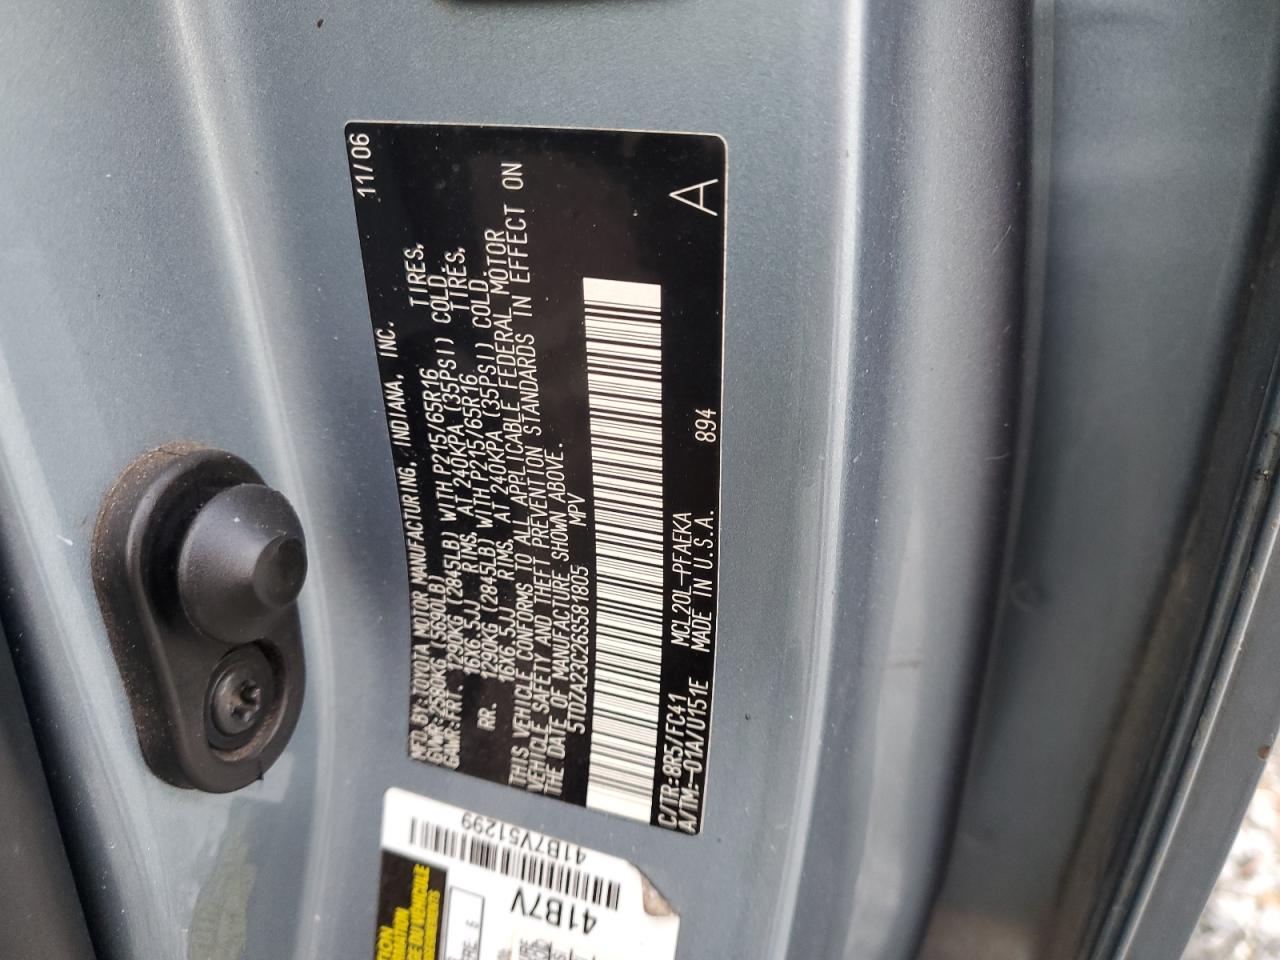 11/06
MFD.BY: TOYOTA MOTOR MANUFACTURING, INDIANA, INC.
GVWR: 2580KG (5690LB)
GAWR: FRT. 1290KG (2845LB) WITH P215/65R16 TIRES,
16X6.5JJ RIMS, AT 240KPA (35PSI) COLD.
RR. 1290KG (2845LB) WITH P215/65R16 TIRES,
16X6.5JJ RIMS, AT 240KPA (35PSI) COLD.
THIS VEHICLE CONFORMS TO ALL APPLICABLE FEDERAL MOTOR
VEHICLE SAFETY AND THEFT PREVENTION STANDARDS IN EFFECT ON
THE DATE OF MANUFACTURE SHOWN ABOVE.
5TDZA23C26S581805 MPV
C/TR: 8R5/FC41 MCL20L-PFAEKA 894
A/TM:-01A/U151E MADE IN U.S.A.
A
41B7V51299
41B7V